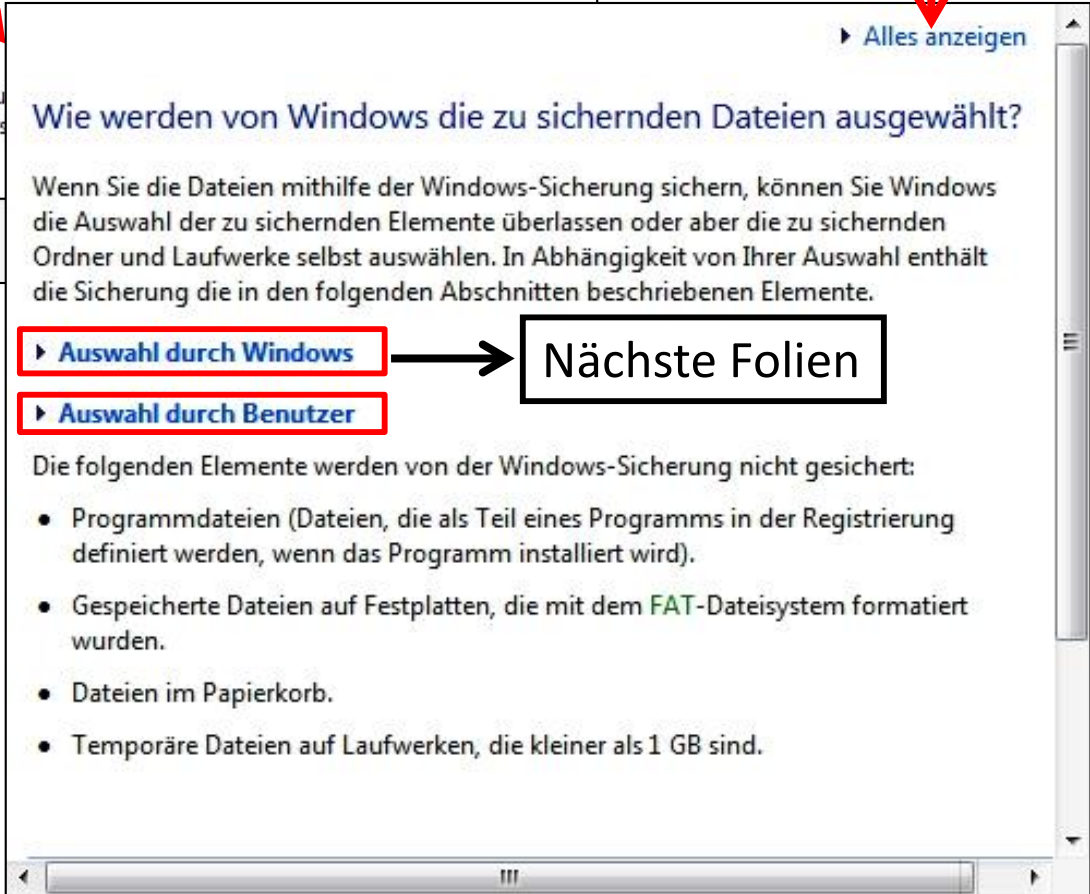 Alles anzeigen
Wie werden von Windows die zu sichernden Dateien ausgewählt?
Wenn Sie die Dateien mithilfe der Windows-Sicherung sichern, können Sie Windows
die Auswahl der zu sichernden Elemente überlassen oder aber die zu sichernden
Ordner und Laufwerke selbst auswählen. In Abhängigkeit von Ihrer Auswahl enthält
die Sicherung die in den folgenden Abschnitten beschriebenen Elemente.
Auswahl durch Windows
Nächste Folien
Auswahl durch Benutzer
Die folgenden Elemente werden von der Windows-Sicherung nicht gesichert:
• Programmdateien (Dateien, die als Teil eines Programms in der Registrierung
definiert werden, wenn das Programm installiert wird).
• Gespeicherte Dateien auf Festplatten, die mit dem FAT-Dateisystem formatiert
wurden.
• Dateien im Papierkorb.
• Temporäre Dateien auf Laufwerken, die kleiner als 1 GB sind.